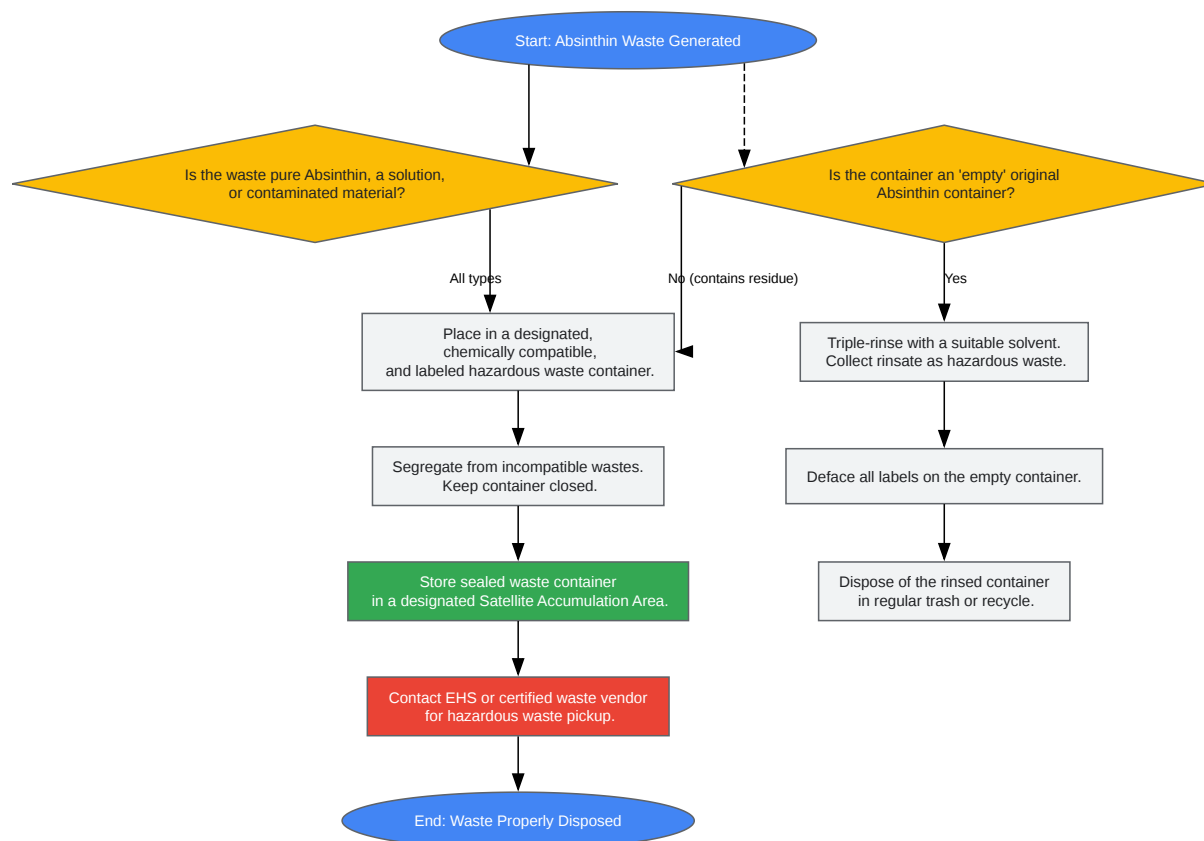 Start: Absinthin Waste Generated
Is the waste pure Absinthin, a solution,
or contaminated material?
Is the container an 'empty' original
Absinthin container?
All types
No (contains residue)
Yes
Place in a designated,
chemically compatible,
and labeled hazardous waste container.
Triple-rinse with a suitable solvent.
Collect rinsate as hazardous waste.
Segregate from incompatible wastes.
Keep container closed.
Deface all labels on the empty container.
Store sealed waste container
in a designated Satellite Accumulation Area.
Dispose of the rinsed container
in regular trash or recycle.
Contact EHS or certified waste vendor
for hazardous waste pickup.
End: Waste Properly Disposed